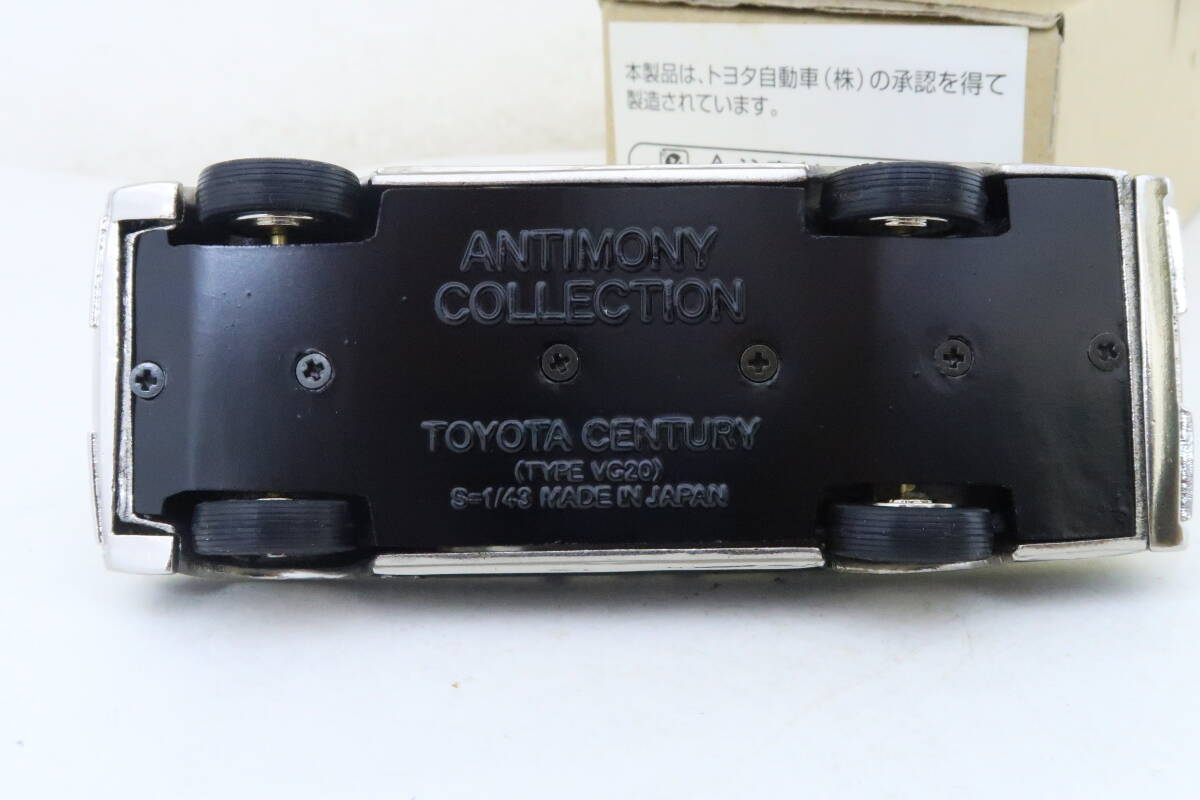 本製品は、トヨタ自動車(株)の承認を得て
製造されています。
ANTIMONY
COLLECTION
TOYOTA CENTURY
(TYPE VG20)
S=1/43 MADE IN JAPAN